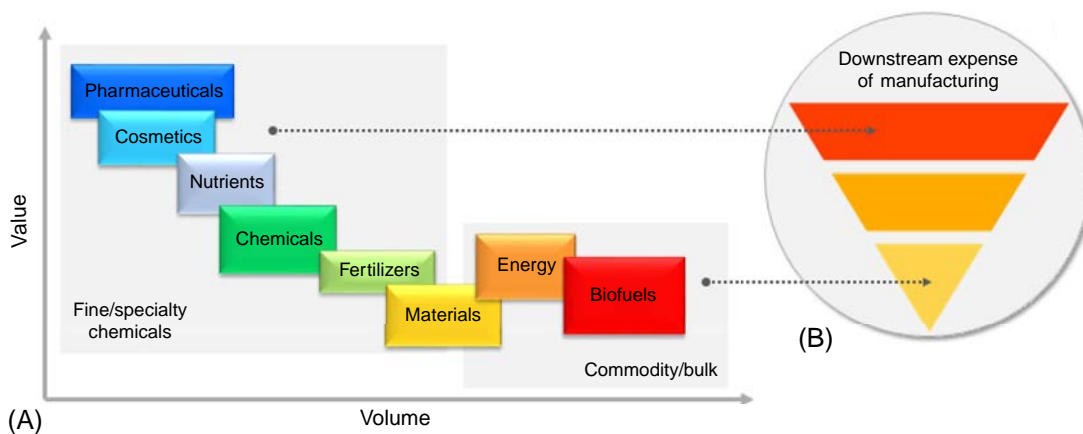 Downstream expense
of manufacturing
Pharmaceuticals
Cosmetics
Nutrients
Value
Chemicals
Energy
Fertilizers
Biofuels
Materials
Fine/specialty
chemicals
(B)
Commodity/bulk
(A)
Volume